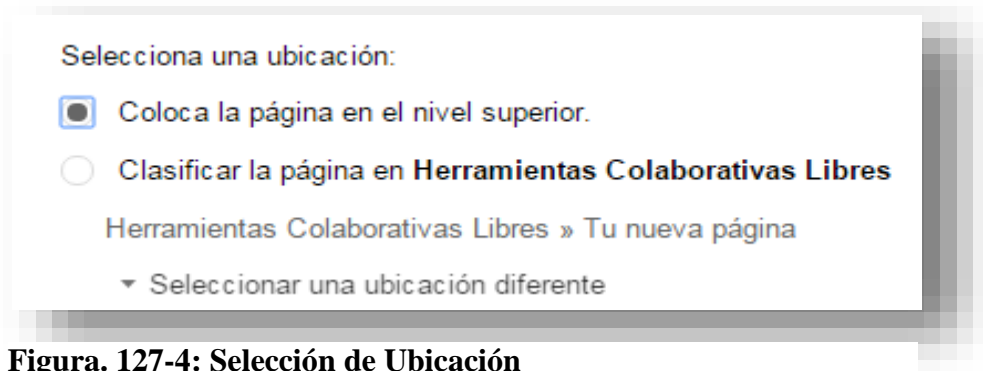 Selecciona una ubicación:
Coloca la página en el nivel superior.
Clasificar la página en Herramientas Colaborativas Libres
Herramientas Colaborativas Libres » Tu nueva página
Seleccionar una ubicación diferente
Figura. 127-4: Selección de Ubicación